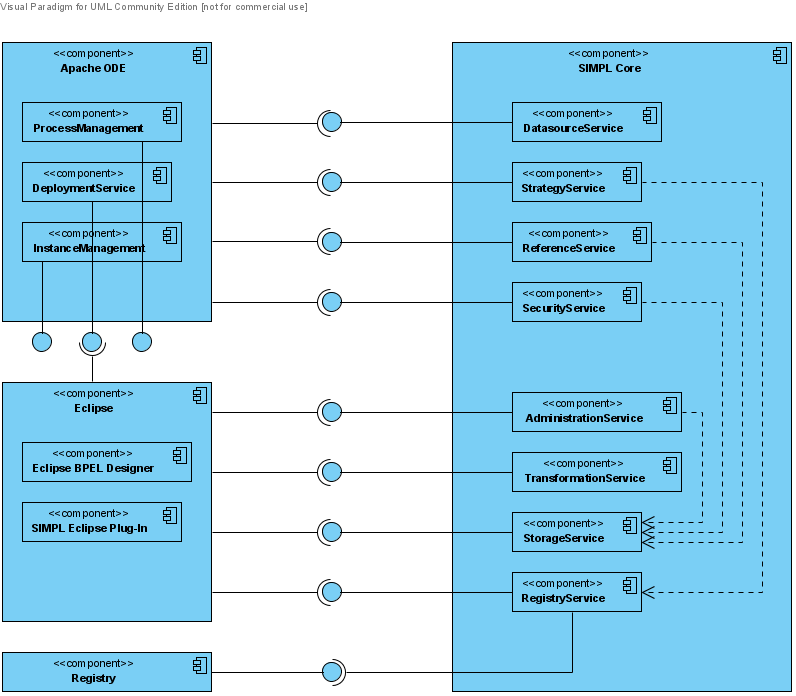 Visual Paradigm for UML Community Edition [not for commercial use]
<<component>>
Apache ODE
<<component>>
ProcessManagement
<<component>>
DeploymentService
<<component>>
InstanceManagement
<<component>>
Eclipse
<<component>>
Eclipse BPEL Designer
<<component>>
SIMPL Eclipse Plug-In
<<component>>
Registry
<<component>>
SIMPL Core
<<component>>
DatasourceService
<<component>>
StrategyService
<<component>>
ReferenceService
<<component>>
SecurityService
<<component>>
AdministrationService
<<component>>
TransformationService
<<component>>
StorageService
<<component>>
RegistryService